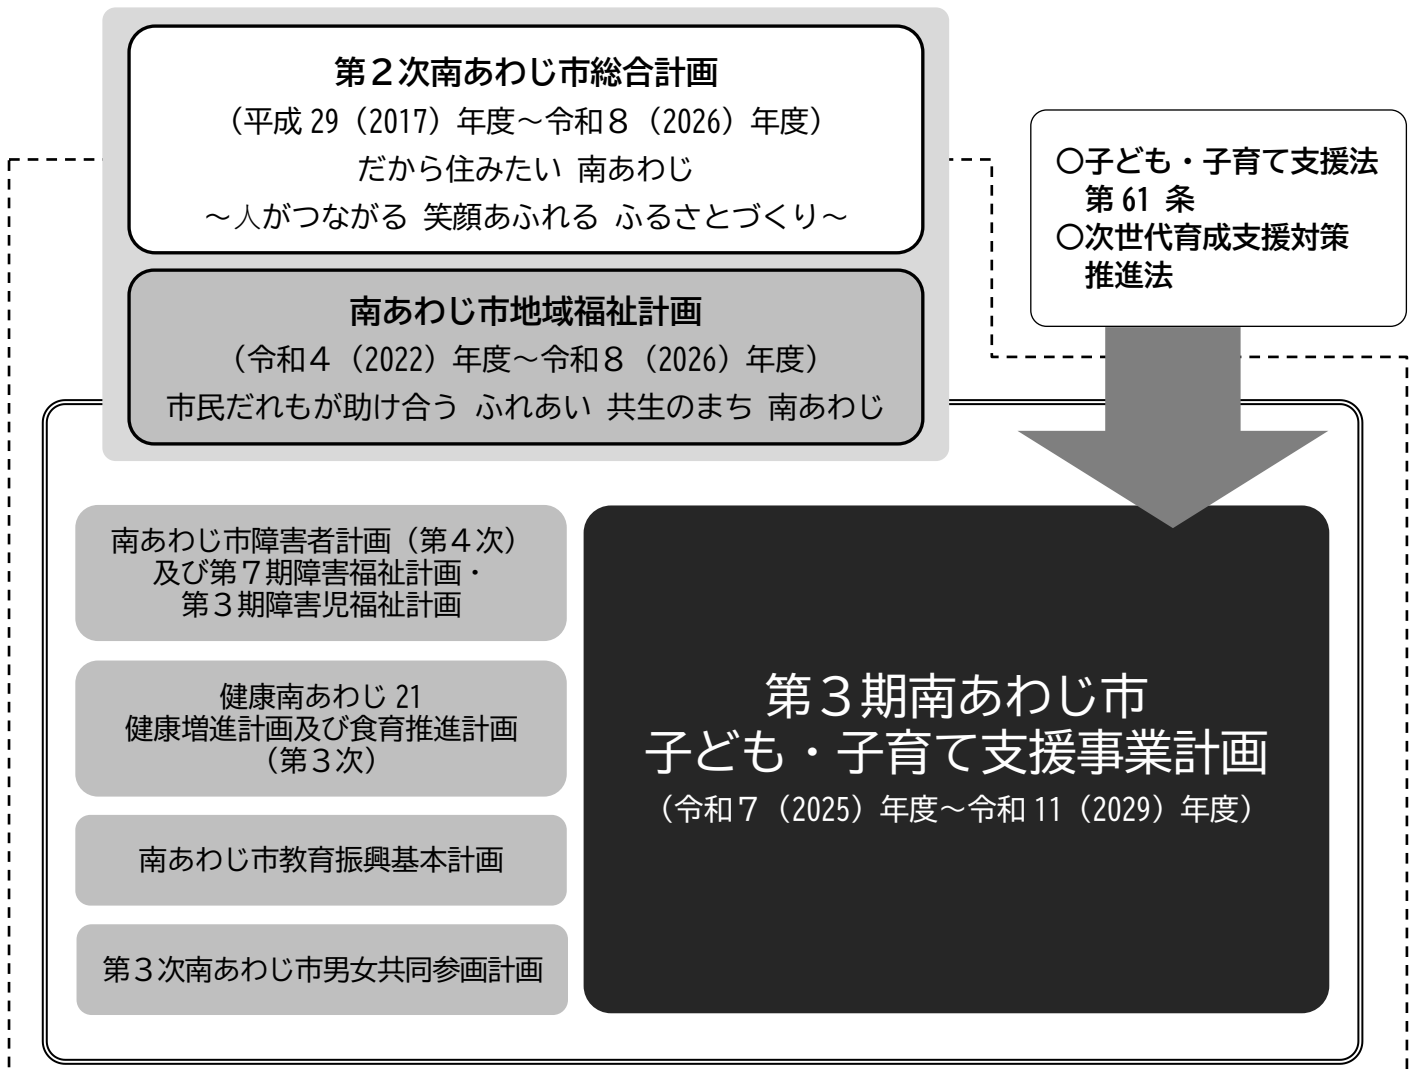 第２次南あわじ市総合計画
（平成 29（2017）年度～令和８（2026）年度）
だから住みたい 南あわじ
～人がつながる 笑顔あふれる ふるさとづくり～
南あわじ市地域福祉計画
（令和４（2022）年度～令和８（2026）年度）
市民だれもが助け合う ふれあい 共生のまち 南あわじ
〇子ども・子育て支援法
第 61 条
〇次世代育成支援対策
推進法
南あわじ市障害者計画（第４次）
及び第７期障害福祉計画・
第３期障害児福祉計画
健康南あわじ 21
健康増進計画及び食育推進計画
（第３次）
南あわじ市教育振興基本計画
第３次南あわじ市男女共同参画計画
第３期南あわじ市
子ども・子育て支援事業計画
（令和７（2025）年度～令和 11（2029）年度）